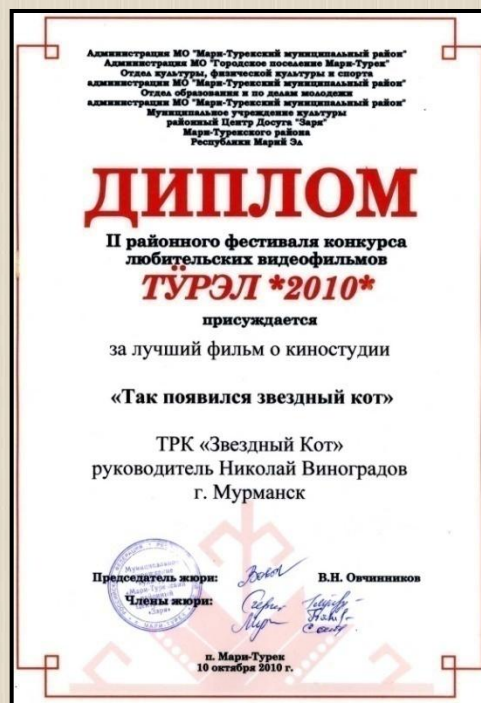 Администрация МО "Мари-Турекский муниципальный район"
Администрация МО "Городское поселение Мари-Турек"
Отдел культуры, физической культуры и спорта
администрации МО "Мари-Турекский муниципальный район"
Отдел образования и по делам молодежи
администрации МО "Мари-Турекский муниципальный район"
Муниципальное учреждение культуры
районный Центр Досуга "Заря"
Мари-Турекского района
Республики Марий Эл
ДИПЛОМ
II районного фестиваля конкурса
любительских видеофильмов
ТӰРЭЛ *2010*
присуждается
за лучший фильм о киностудии
«Так появился звездный кот»
ТРК «Звездный Кот»
руководитель Николай Виноградов
г. Мурманск
Председатель жюри: В.Н. Овчинников
Члены жюри:
п. Мари-Турек
10 октября 2010 г.